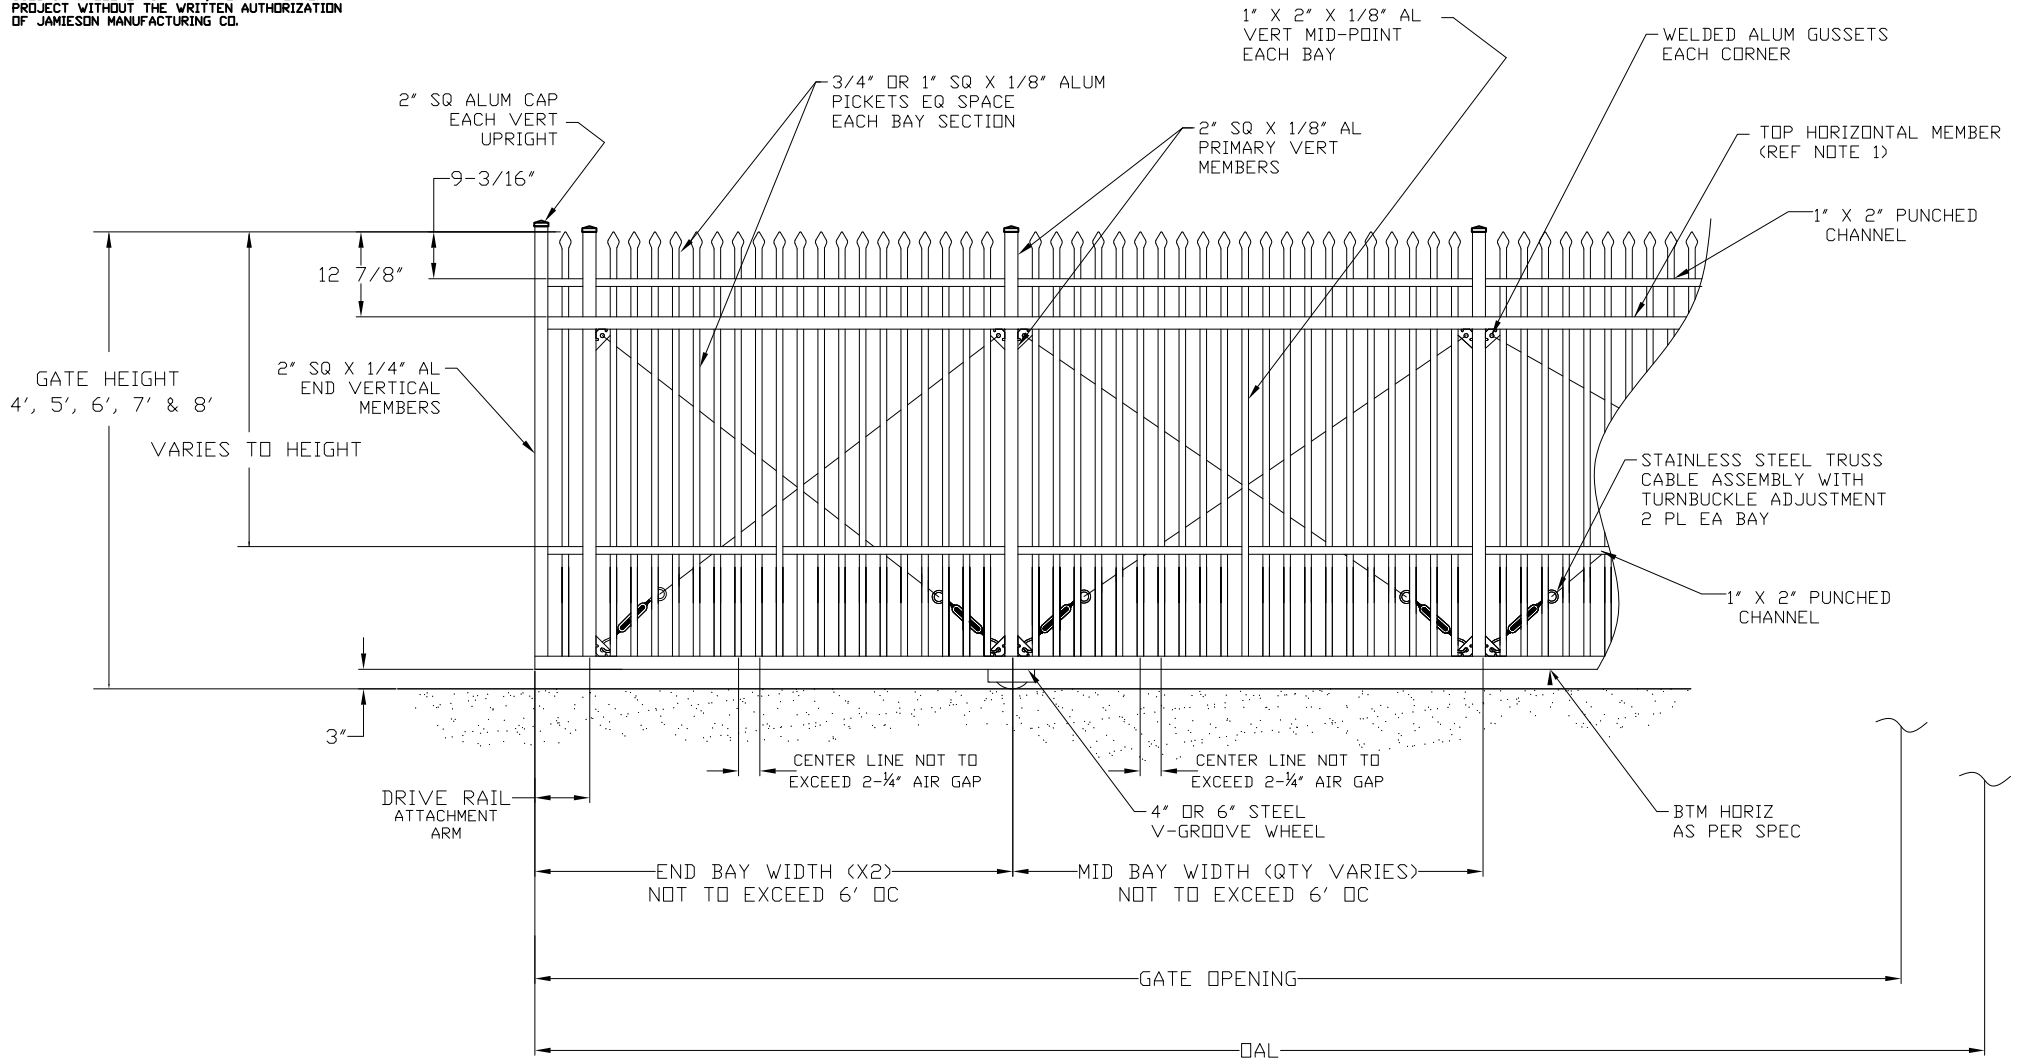 PROJECT WITHOUT THE WRITTEN AUTHORIZATION
OF JAMIESON MANUFACTURING CO.
1" X 2" X 1/8" AL
VERT MID-POINT
EACH BAY
WELDED ALUM GUSSETS
EACH CORNER
3/4" OR 1" SQ X 1/8" ALUM
PICKETS EQ SPACE
EACH BAY SECTION
2" SQ ALUM CAP
EACH VERT
UPRIGHT
2" SQ X 1/8" AL
PRIMARY VERT
MEMBERS
TOP HORIZONTAL MEMBER
(REF NOTE 1)
9-3/16"
1" X 2" PUNCHED
CHANNEL
12 7/8"
GATE HEIGHT
4', 5', 6', 7' & 8'
2" SQ X 1/4" AL
END VERTICAL
MEMBERS
VARIES TO HEIGHT
STAINLESS STEEL TRUSS
CABLE ASSEMBLY WITH
TURNBUCKLE ADJUSTMENT
2 PL EA BAY
1" X 2" PUNCHED
CHANNEL
3"
CENTER LINE NOT TO
EXCEED 2-1/4" AIR GAP
CENTER LINE NOT TO
EXCEED 2-1/4" AIR GAP
DRIVE RAIL
ATTACHMENT
ARM
4" OR 6" STEEL
V-GROOVE WHEEL
BTM HORIZ
AS PER SPEC
END BAY WIDTH (X2)
NOT TO EXCEED 6' OC
MID BAY WIDTH (QTY VARIES)
NOT TO EXCEED 6' OC
GATE OPENING
OAL